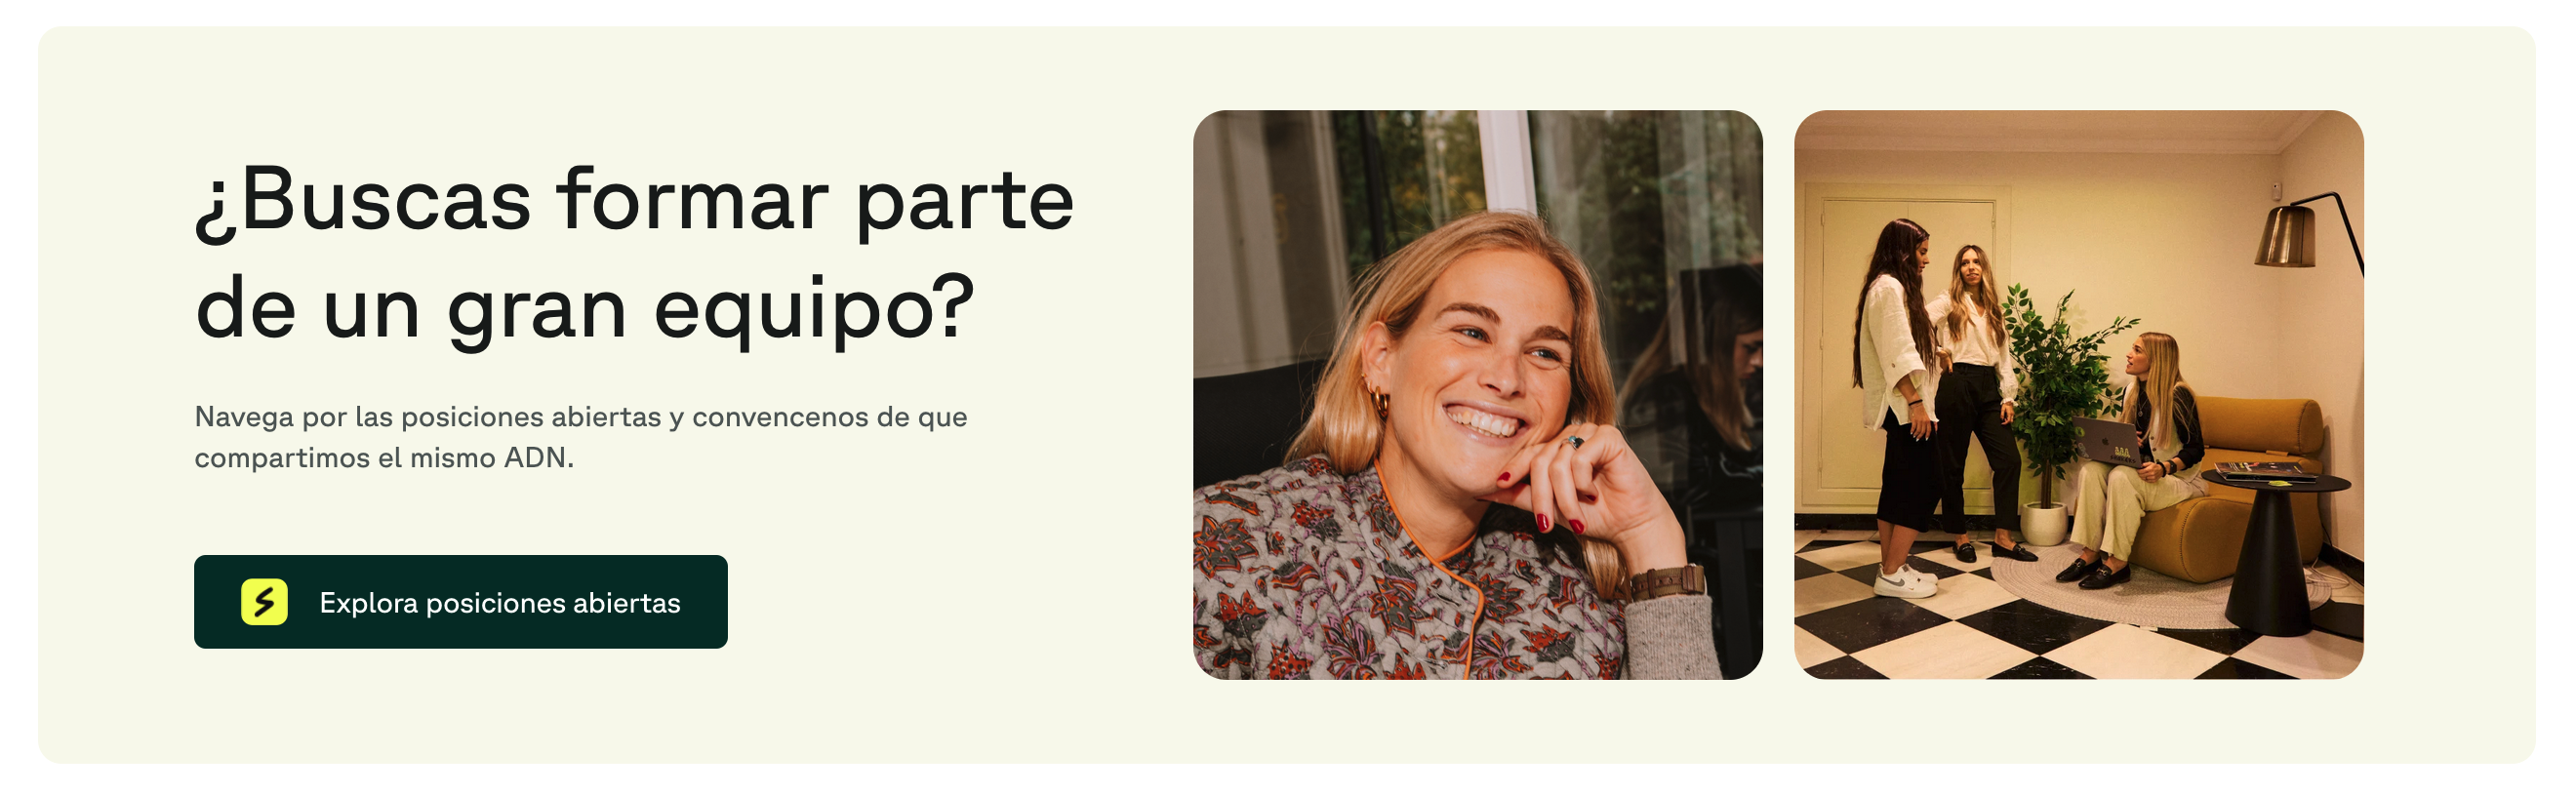 ¿Buscas formar parte
de un gran equipo?
Navega por las posiciones abiertas y convencenos de que
compartimos el mismo ADN.
Explora posiciones abiertas